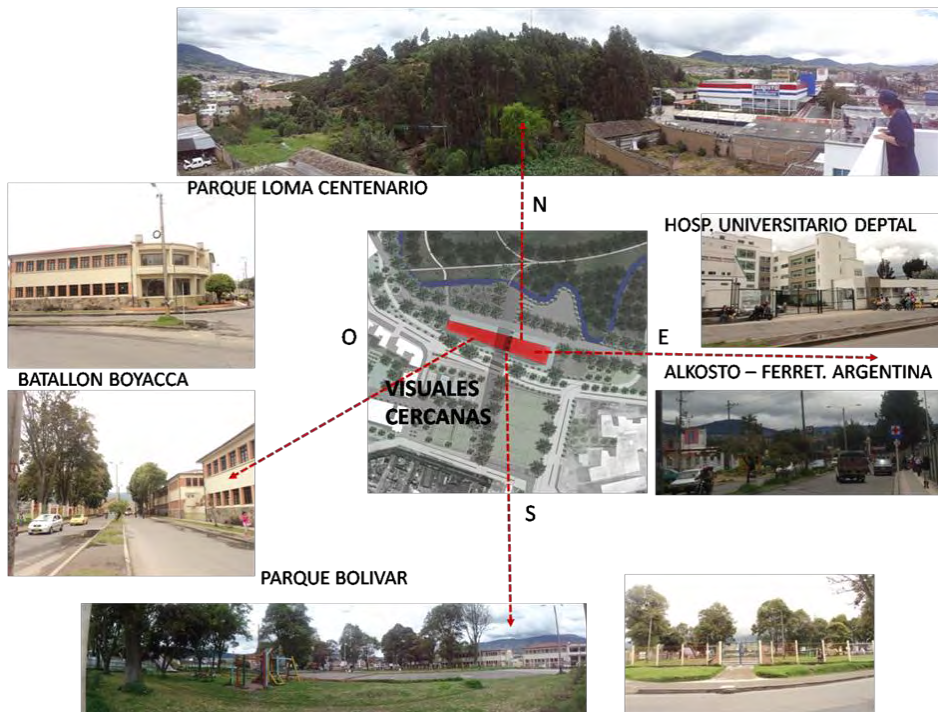 PARQUE LOMA CENTENARIO
N
HOSP. UNIVERSITARIO DEPTAL
O
E
BATALLON BOYACCA
ALKOSTO – FERRET. ARGENTINA
VISUALES
CERCANAS
S
PARQUE BOLIVAR